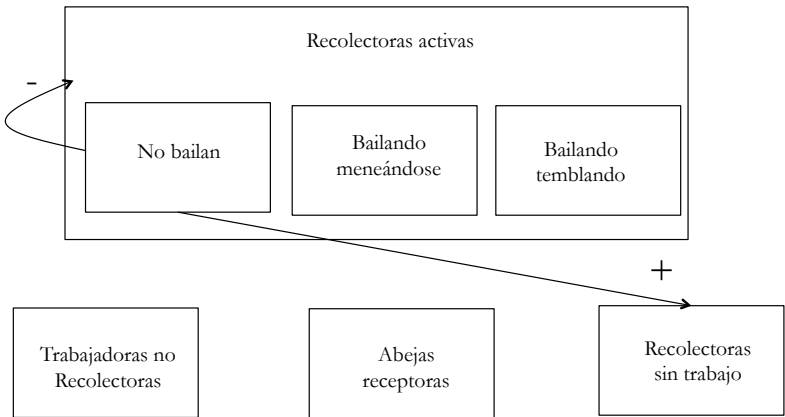 Recolectoras activas
-
No bailan
Bailando
meneándose
Bailando
temblando
+
Trabajadoras no
Recolectoras
Abejas
receptoras
Recolectoras
sin trabajo